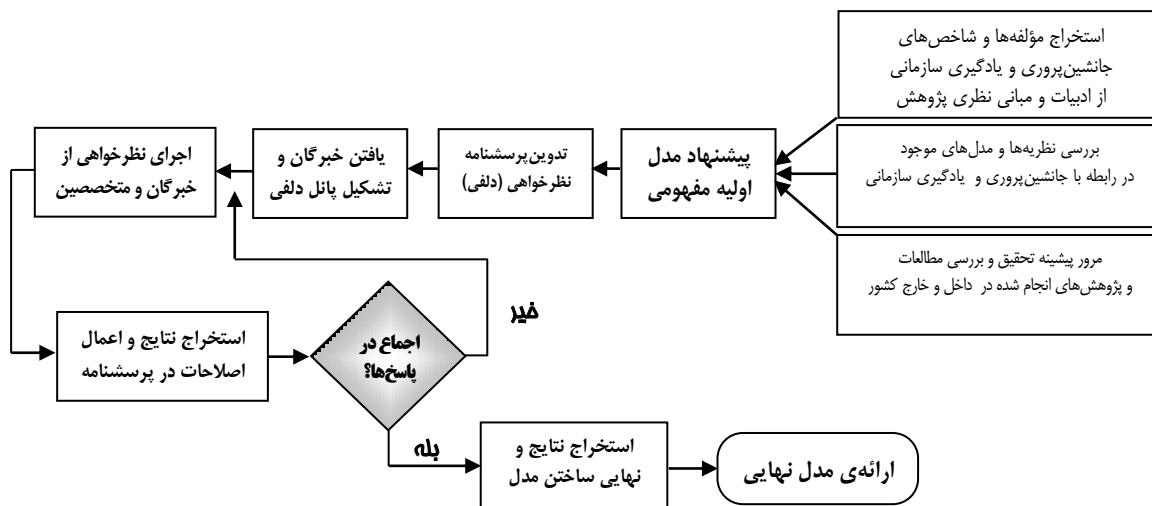 استخراج مؤلفه‌ها و شاخص‌های
جانشین‌پروری و یادگیری سازمانی
از ادبیات و مبانی نظری پژوهش
بررسی نظریه‌ها و مدل‌های موجود
در رابطه با جانشین‌پروری و یادگیری سازمانی
مرور پیشینه تحقیق و بررسی مطالعات
و پژوهش‌های انجام شده در داخل و خارج کشور
پیشنهاد مدل
اولیه مفهومی
تدوین‌پرسشنامه
نظرخواهی (دلفی)
یافتن خبرگان و
تشکیل پانل دلفی
اجرای نظرخواهی از
خبرگان و متخصصین
استخراج نتایج و اعمال
اصلاحات در پرسشنامه
اجماع در
پاسخ‌ها؟
خیر
بله
استخراج نتایج و
نهایی ساختن مدل
ارائه‌ی مدل نهایی